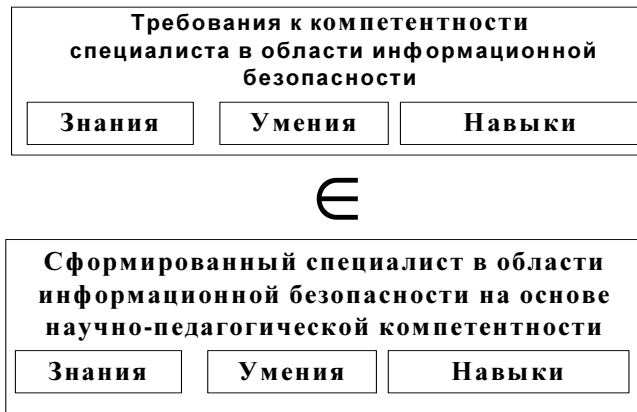 Требования к компетентности
специалиста в области информационной
безопасности
Знания Умения Навыки
∈
Сформированный специалист в области
информационной безопасности на основе
научно-педагогической компетентности
Знания Умения Навыки